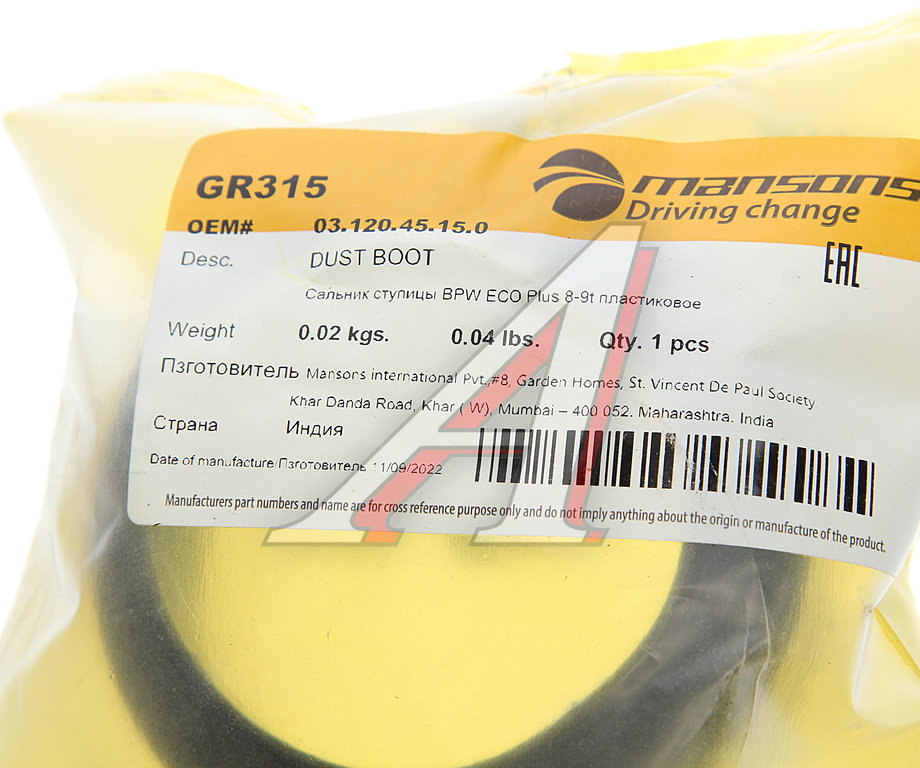 GR315
mansons
Driving change
OEM# 03.120.45.15.0
EAC
Desc. DUST BOOT
Сальник ступицы BPW ECO Plus 8-9t пластиковое
Weight 0.02 kgs. 0.04 lbs. Qty. 1 pcs
Пзготовитель Mansons international Pvt.,#8, Garden Homes, St. Vincent De Paul Society
Khar Danda Road, Khar ( W), Mumbai – 400 052. Maharashtra. India
Страна Индия
Date of manufacture/Пзготовитель 11/09/2022
Manufacturers part numbers and name are for cross reference purpose only and do not imply anything about the origin or manufacture of the product.